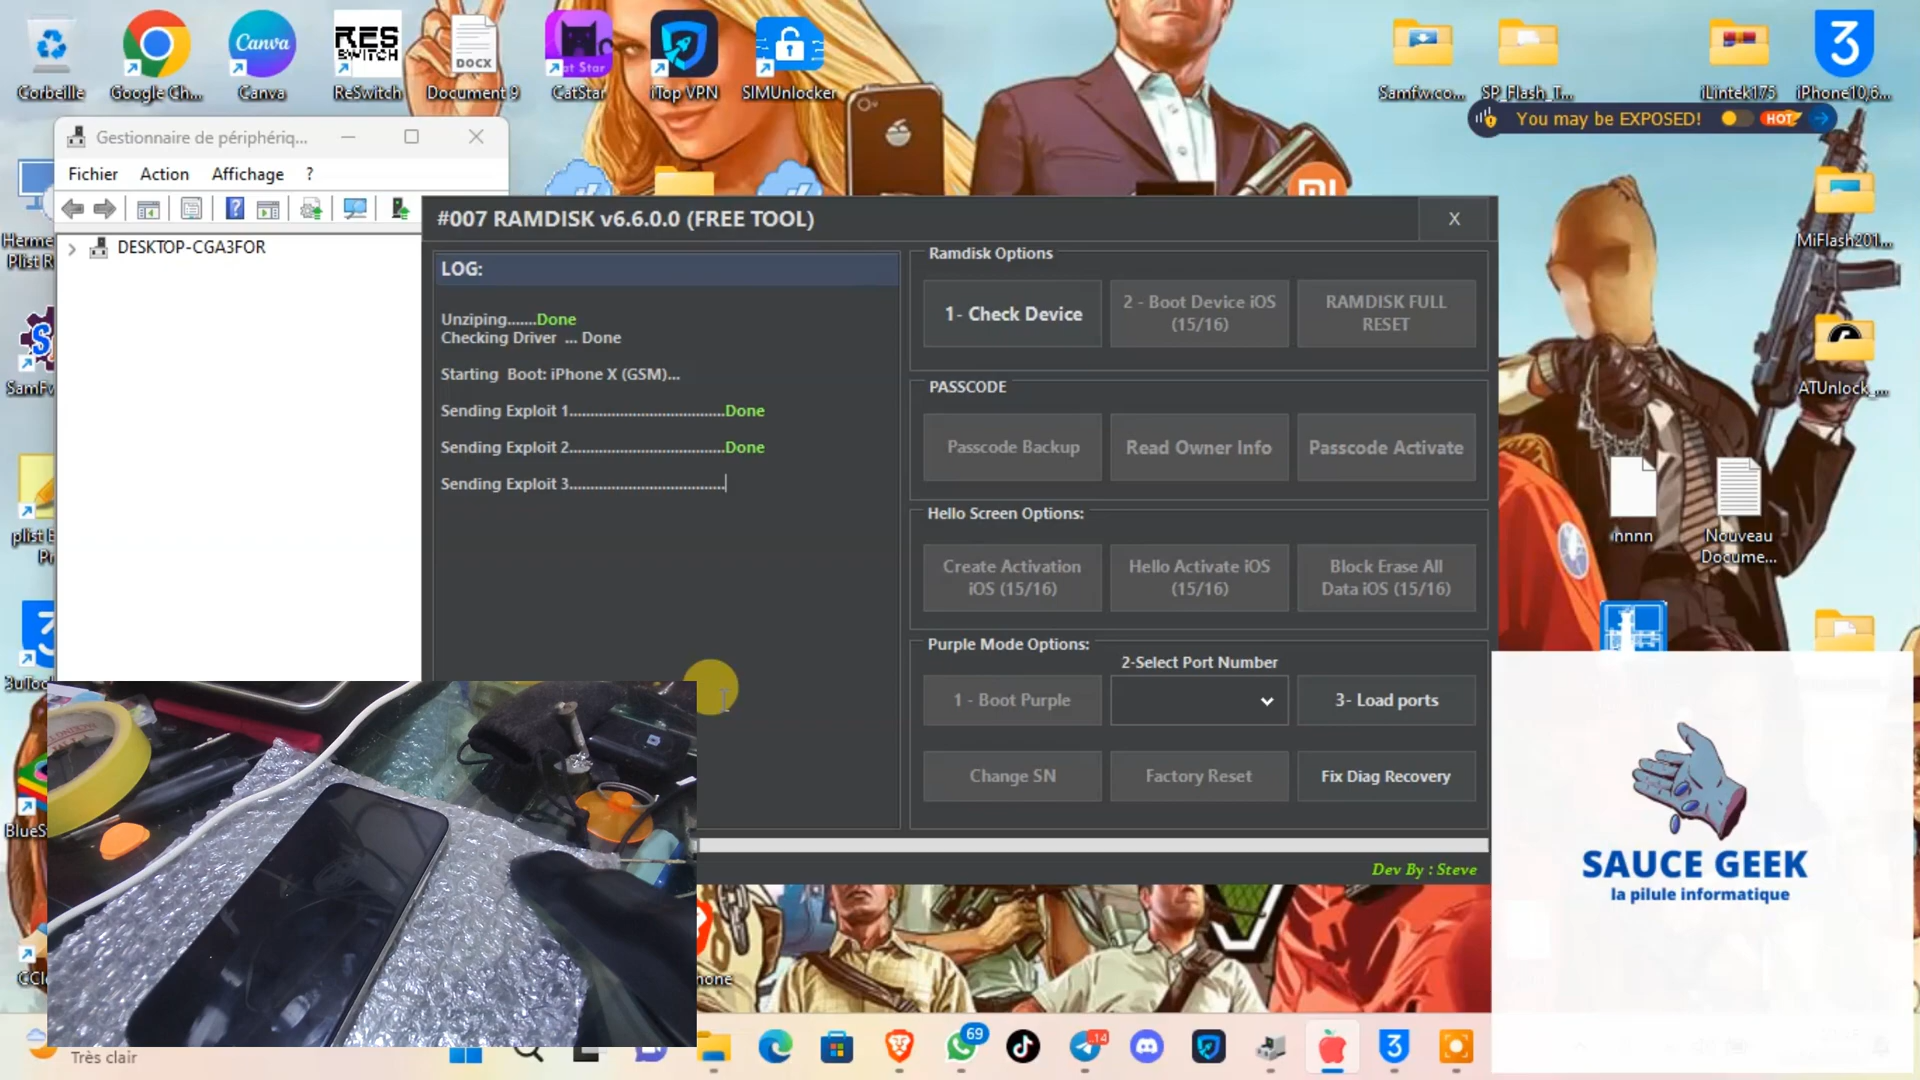 Corbeille
Google Ch...
Canva
Canva
RES
SWITCH
ReSwitch
DOCX
Document 9
CatStar
iTop VPN
SIMUnlocker
Samfw.co...
SP_Flash_T...
iLintek175
3
iPhone10,6...
You may be EXPOSED!
HOT
Gestionnaire de périphériq...
Fichier
Action
Affichage
?
DESKTOP-CGA3FOR
#007 RAMDISK v6.6.0.0 (FREE TOOL)
X
LOG:
Unziping.......Done
Checking Driver ... Done
Starting Boot: iPhone X (GSM)...
Sending Exploit 1.......................................Done
Sending Exploit 2.......................................Done
Sending Exploit 3.......................................
Ramdisk Options
1- Check Device
2 - Boot Device iOS
(15/16)
RAMDISK FULL
RESET
PASSCODE
Passcode Backup
Read Owner Info
Passcode Activate
Hello Screen Options:
Create Activation
iOS (15/16)
Hello Activate iOS
(15/16)
Block Erase All
Data iOS (15/16)
Purple Mode Options:
2-Select Port Number
1 - Boot Purple
3- Load ports
Change SN
Factory Reset
Fix Diag Recovery
Dev By : Steve
MiFlash201...
ATUnlock_...
hnnn
Nouveau
Docume...
SAUCE GEEK
la pilule informatique
Très clair
69
14
3